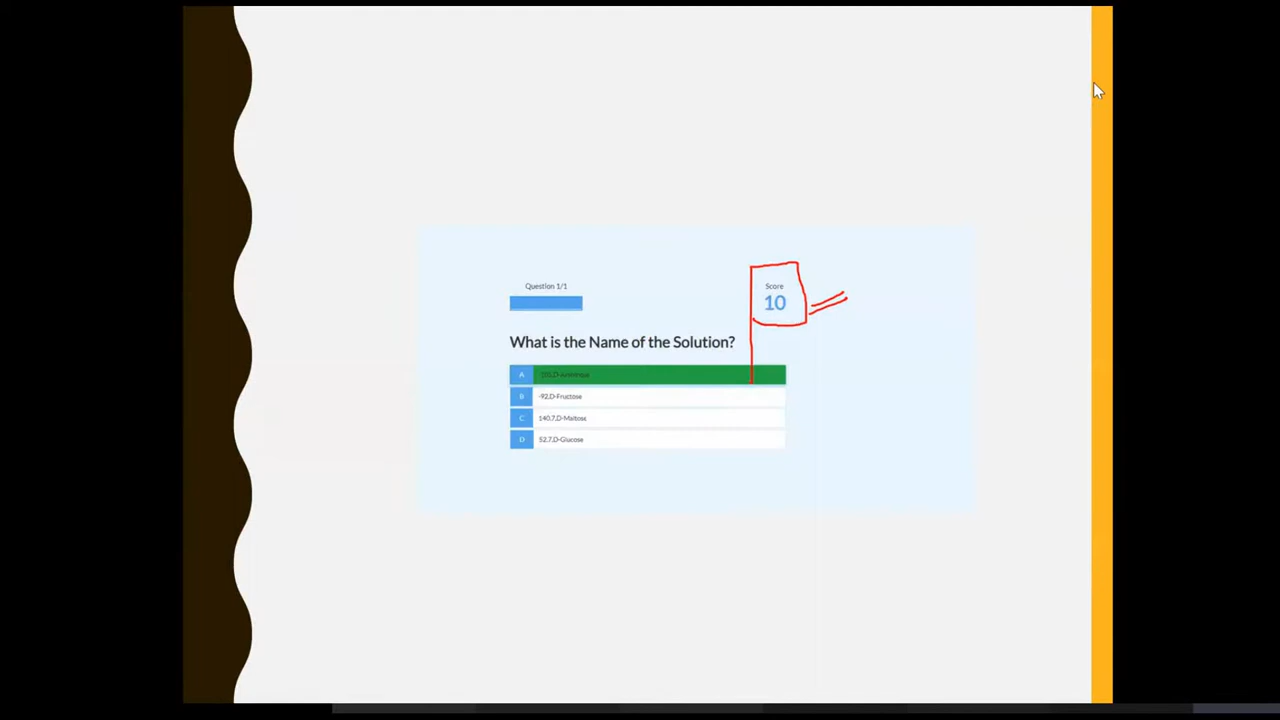 Question 1/1
Score
10
What is the Name of the Solution?
A
B -92,D-Fructose
C 140.7,D-Maltose
D 52.7,D-Glucose